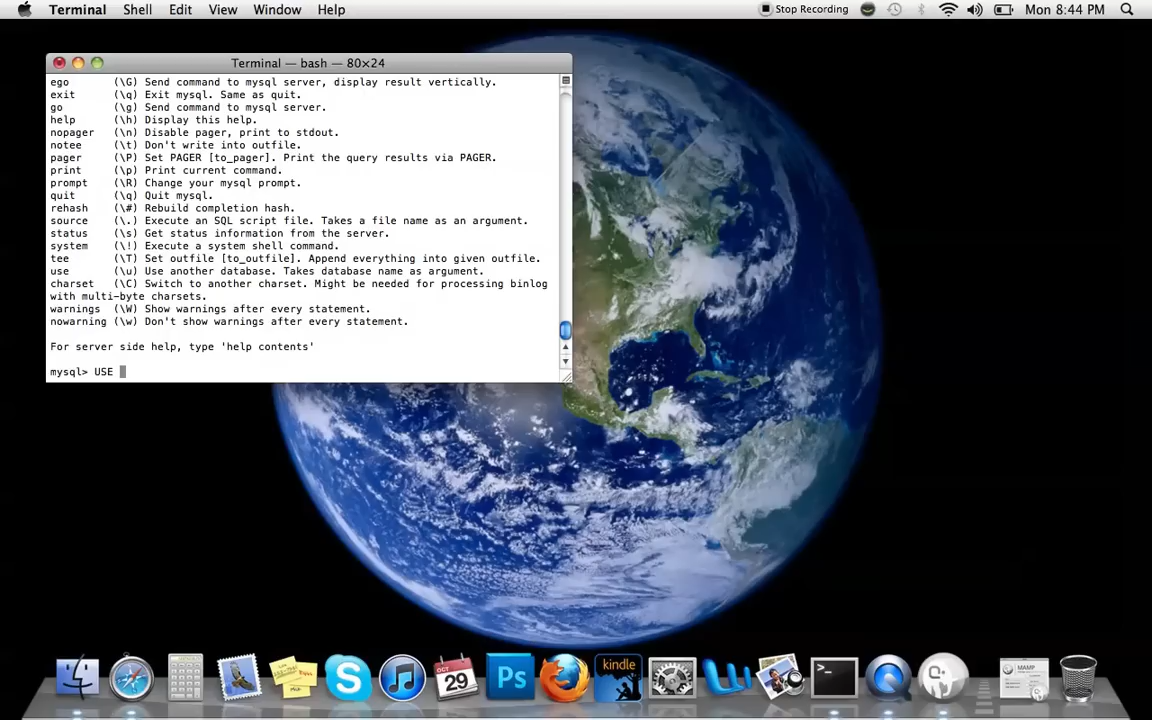 Terminal Shell Edit View Window Help Stop Recording Mon 8:44 PM
Terminal — bash — 80×24
ego (\G) Send command to mysql server, display result vertically.
exit (\q) Exit mysql. Same as quit.
go (\g) Send command to mysql server.
help (\h) Display this help.
nopager (\n) Disable pager, print to stdout.
notee (\t) Don't write into outfile.
pager (\P) Set PAGER [to_pager]. Print the query results via PAGER.
print (\p) Print current command.
prompt (\R) Change your mysql prompt.
quit (\q) Quit mysql.
rehash (\#) Rebuild completion hash.
source (\.) Execute an SQL script file. Takes a file name as an argument.
status (\s) Get status information from the server.
system (\!) Execute a system shell command.
tee (\T) Set outfile [to_outfile]. Append everything into given outfile.
use (\u) Use another database. Takes database name as argument.
charset (\C) Switch to another charset. Might be needed for processing binlog
with multi-byte charsets.
warnings (\W) Show warnings after every statement.
nowarning (\w) Don't show warnings after every statement.
For server side help, type 'help contents'
mysql> USE
OCT
29
Ps
kindle
>_
MAMP